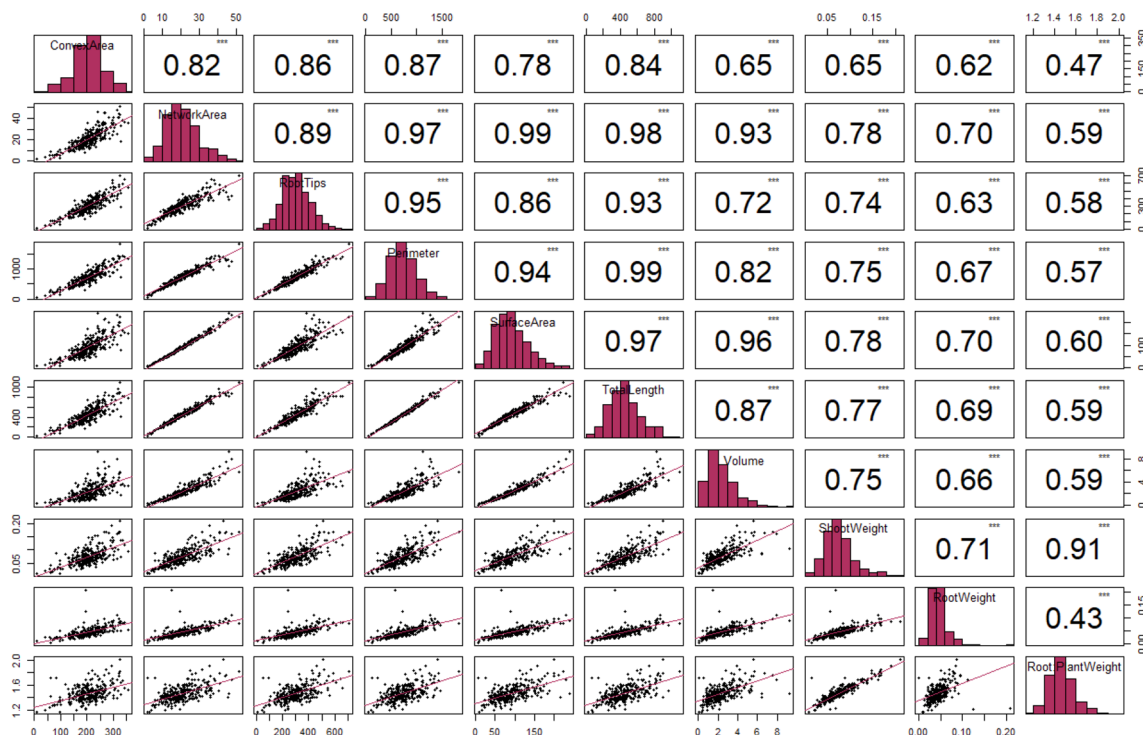 0 10 30 50 0 500 1500 0 400 800 0.05 0.15 1.2 1.4 1.6 1.8 2.0
ConvexArea *** 0.82 *** 0.86 *** 0.87 *** 0.78 *** 0.84 *** 0.65 *** 0.65 *** 0.62 *** 0.47 0 150 350
0 20 40 NetworkArea *** 0.89 *** 0.97 *** 0.99 *** 0.98 *** 0.93 *** 0.78 *** 0.70 *** 0.59
RootTips *** 0.95 *** 0.86 *** 0.93 *** 0.72 *** 0.74 *** 0.63 *** 0.58 0 300 700
0 1000 Perimeter *** 0.94 *** 0.99 *** 0.82 *** 0.75 *** 0.67 *** 0.57
SurfaceArea *** 0.97 *** 0.96 *** 0.78 *** 0.70 *** 0.60 0 100
0 400 1000 TotalLength *** 0.87 *** 0.77 *** 0.69 *** 0.59
Volume *** 0.75 *** 0.66 *** 0.59 0 4 8
0.05 0.20 ShootWeight *** 0.71 *** 0.91
RootWeight *** 0.43 0.00 0.15
1.2 1.6 2.0 Root:PlantWeight
0 100 300 0 200 400 600 0 50 150 0 2 4 6 8 0.00 0.10 0.20